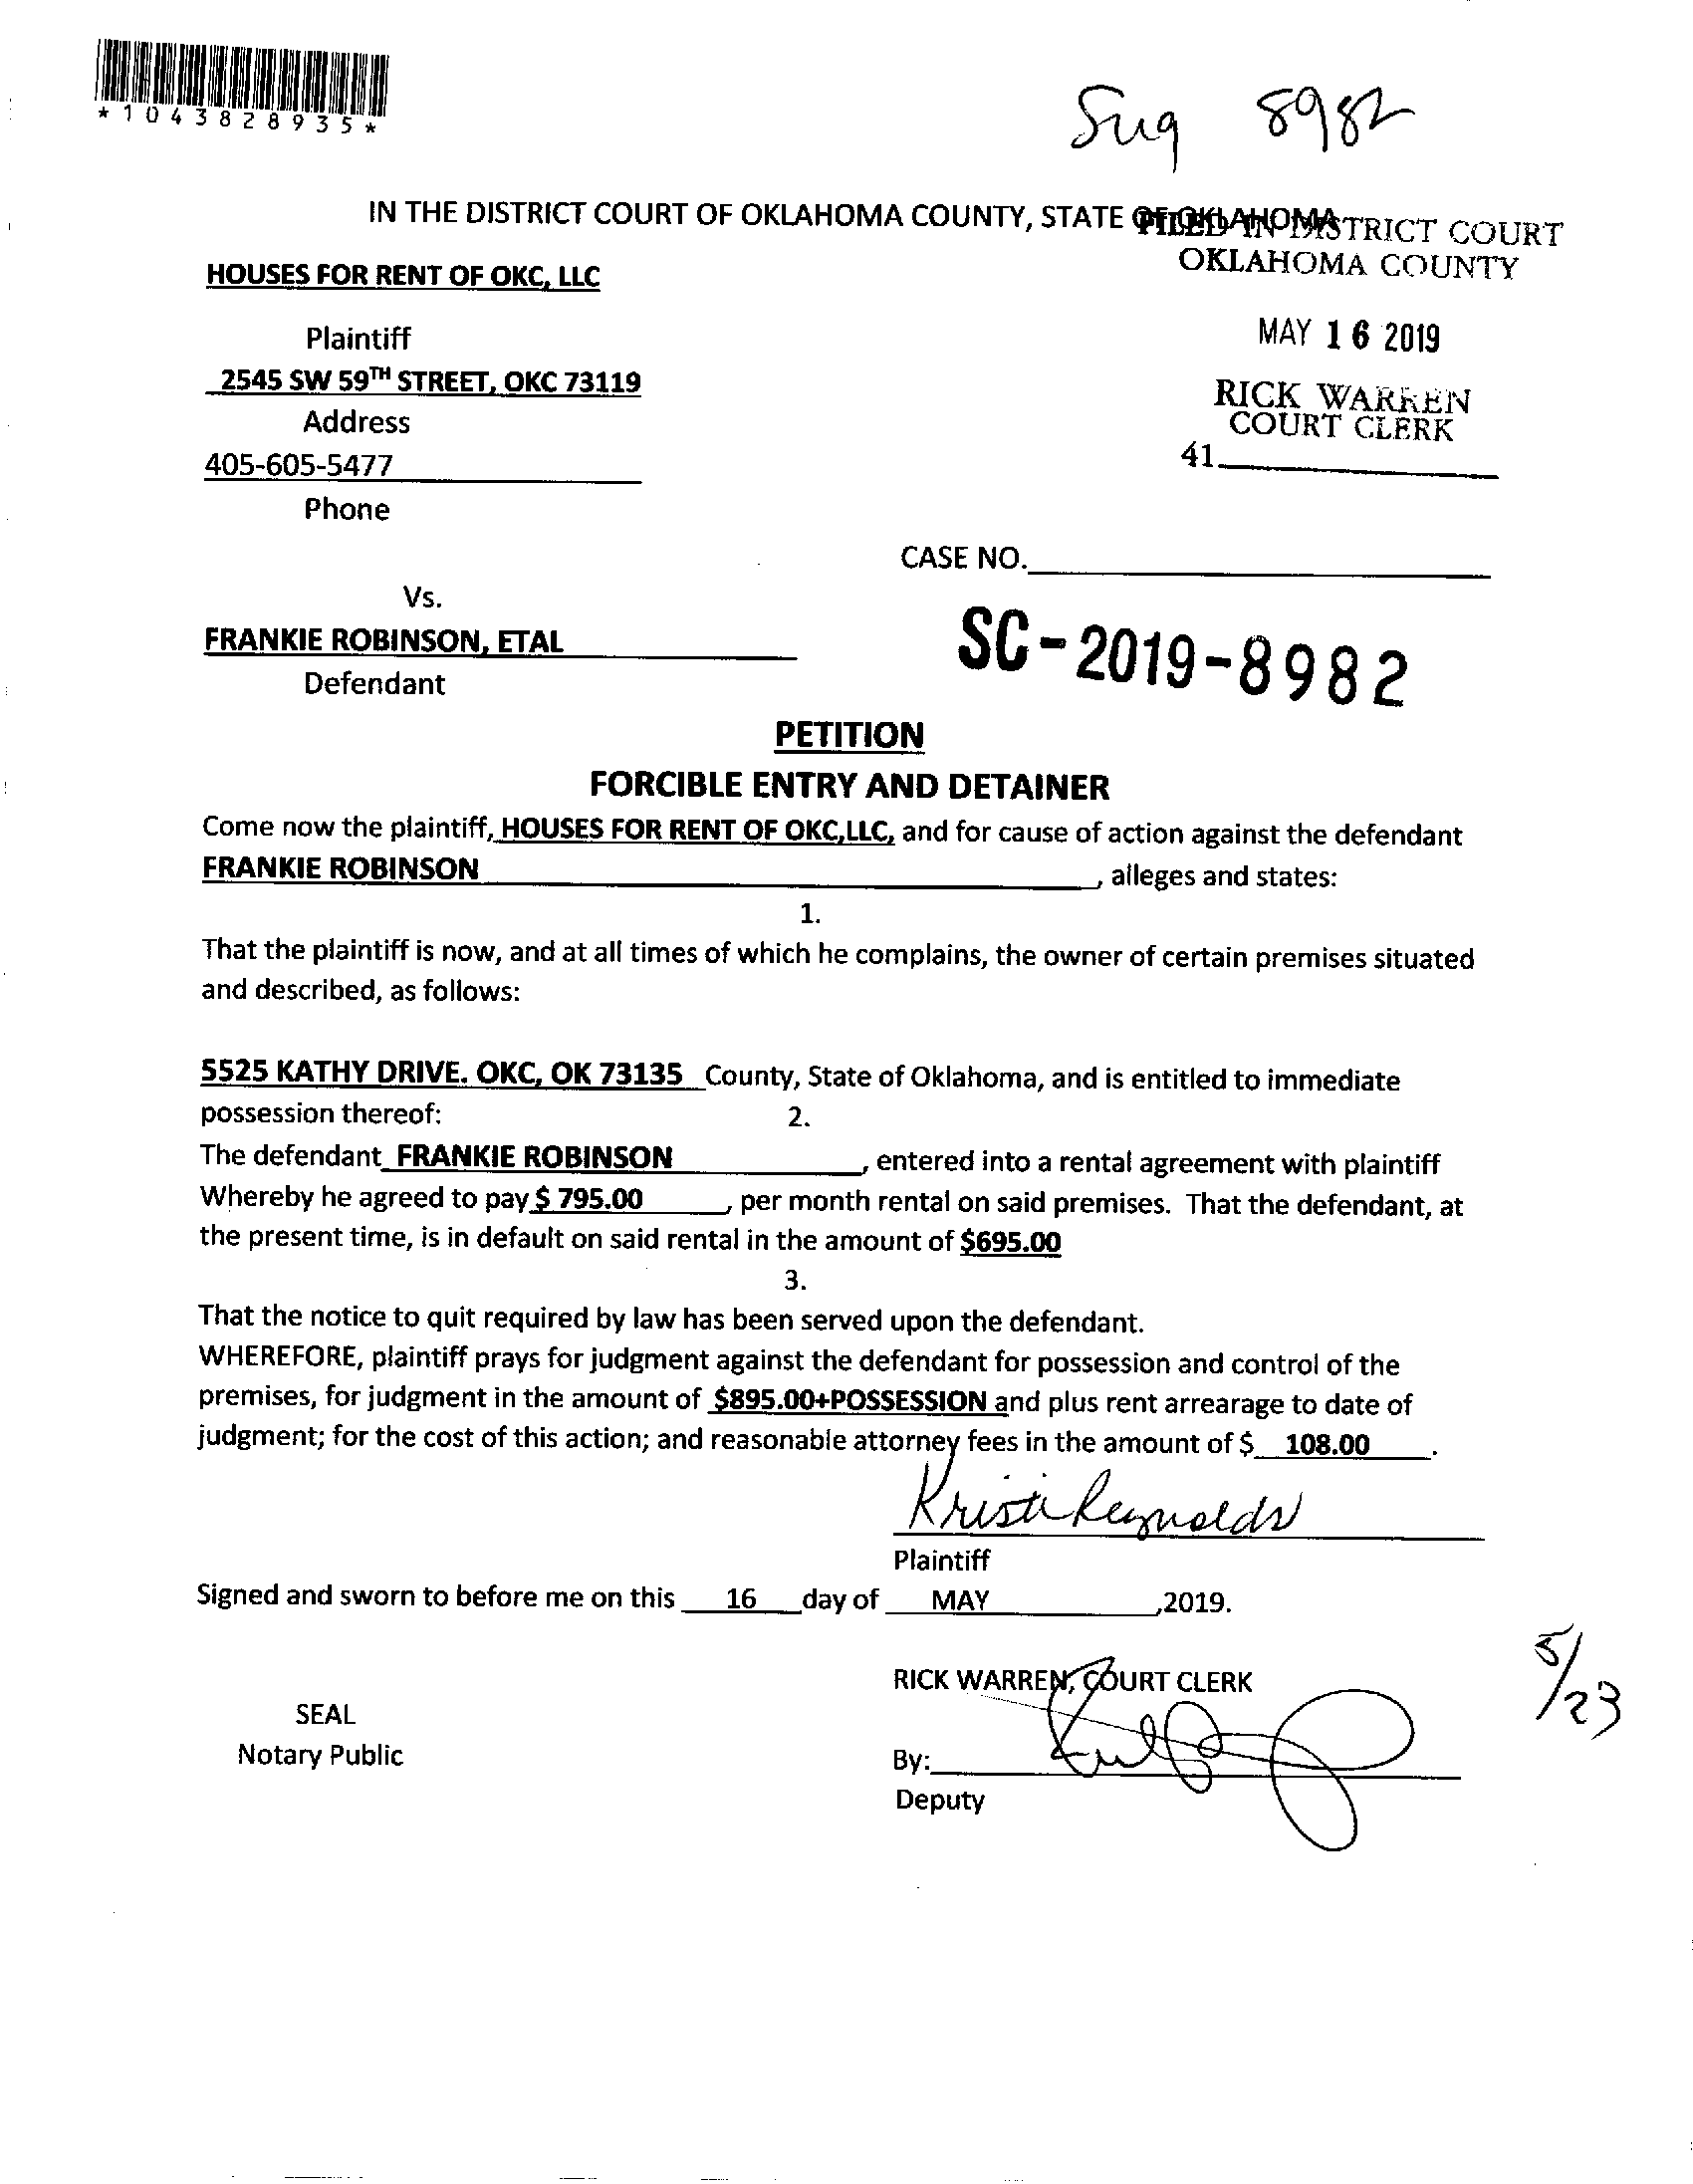 *1043828935*
Sug 8982
IN THE DISTRICT COURT OF OKLAHOMA COUNTY, STATE OF OKLAHOMA
FILED IN DISTRICT COURT
OKLAHOMA COUNTY
HOUSES FOR RENT OF OKC, LLC
Plaintiff
MAY 16 2019
2545 SW 59TH STREET, OKC 73119
RICK WARREN
COURT CLERK
Address
41
405-605-5477
Phone
CASE NO.
Vs.
SC-2019-8982
FRANKIE ROBINSON, ETAL
Defendant
PETITION
FORCIBLE ENTRY AND DETAINER
Come now the plaintiff, HOUSES FOR RENT OF OKC,LLC, and for cause of action against the defendant
FRANKIE ROBINSON, alleges and states:
1.
That the plaintiff is now, and at all times of which he complains, the owner of certain premises situated
and described, as follows:
5525 KATHY DRIVE. OKC, OK 73135 County, State of Oklahoma, and is entitled to immediate
possession thereof:
2.
The defendant FRANKIE ROBINSON, entered into a rental agreement with plaintiff
Whereby he agreed to pay $ 795.00, per month rental on said premises. That the defendant, at
the present time, is in default on said rental in the amount of $695.00
3.
That the notice to quit required by law has been served upon the defendant.
WHEREFORE, plaintiff prays for judgment against the defendant for possession and control of the
premises, for judgment in the amount of $895.00+POSSESSION and plus rent arrearage to date of
judgment; for the cost of this action; and reasonable attorney fees in the amount of $ 108.00.
Kristi Reynolds
Plaintiff
Signed and sworn to before me on this 16 day of MAY ,2019.
5/23
RICK WARREN, COURT CLERK
SEAL
Notary Public
By:
Deputy